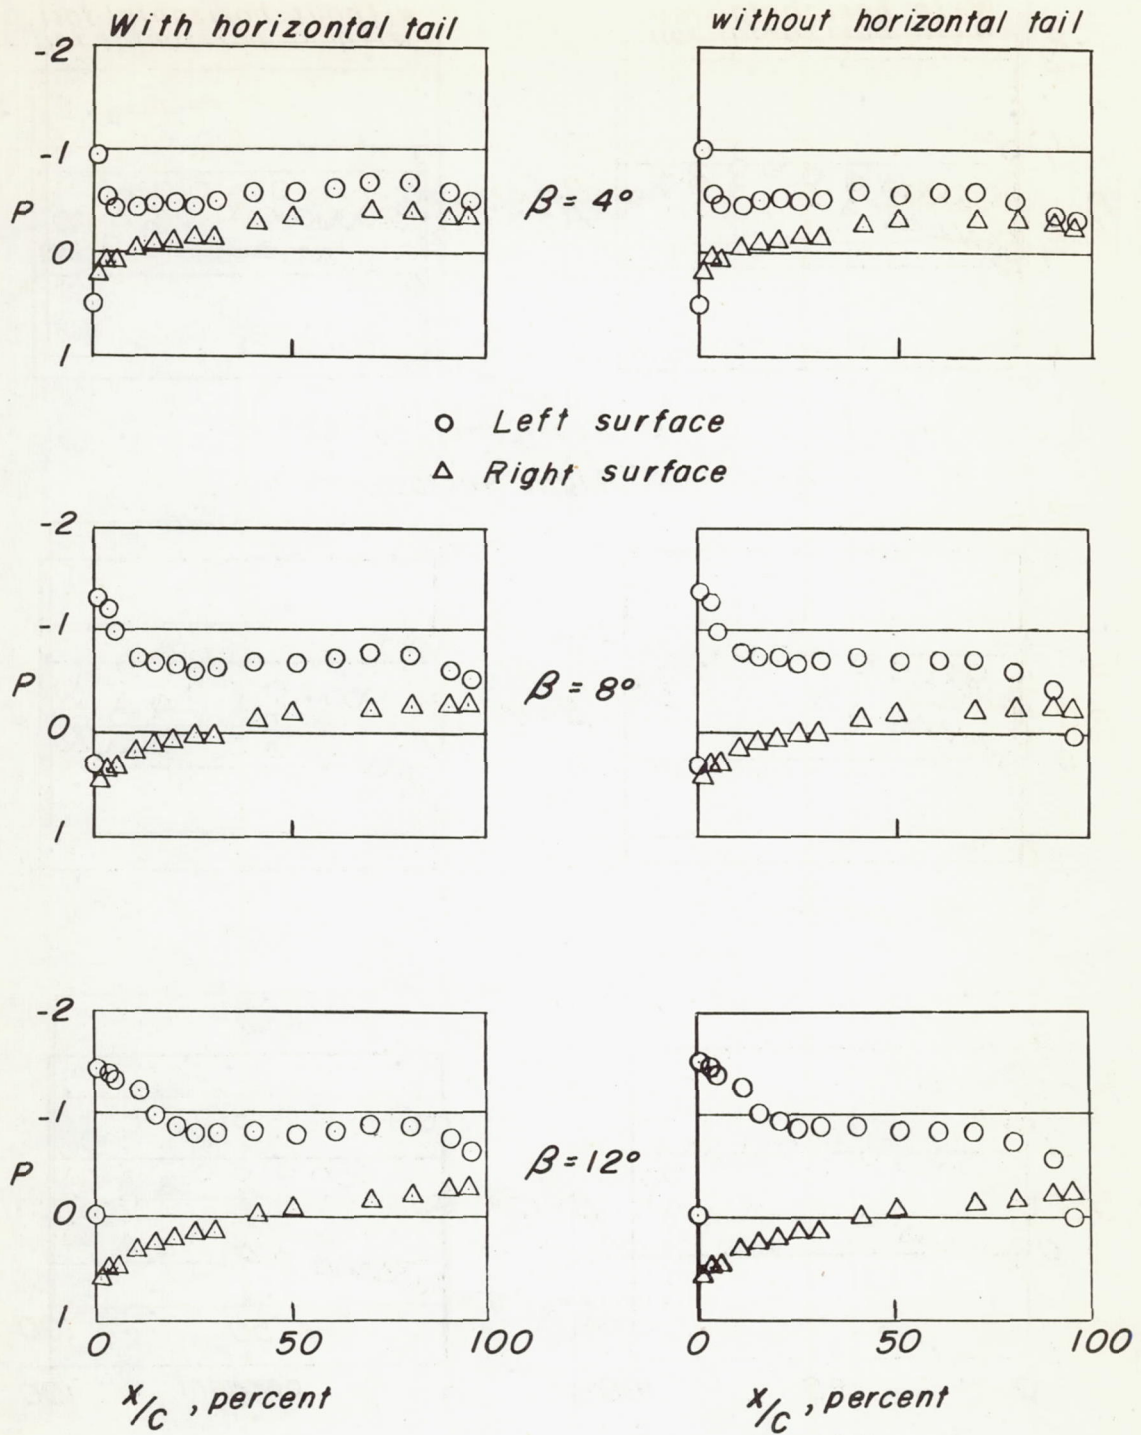 With horizontal tail
without horizontal tail
-2
-1
P
0
1
β = 4°
Left surface
Right surface
-2
-1
P
0
1
β = 8°
-2
-1
P
0
1
β = 12°
0 50 100
0 50 100
x/c, percent
x/c, percent